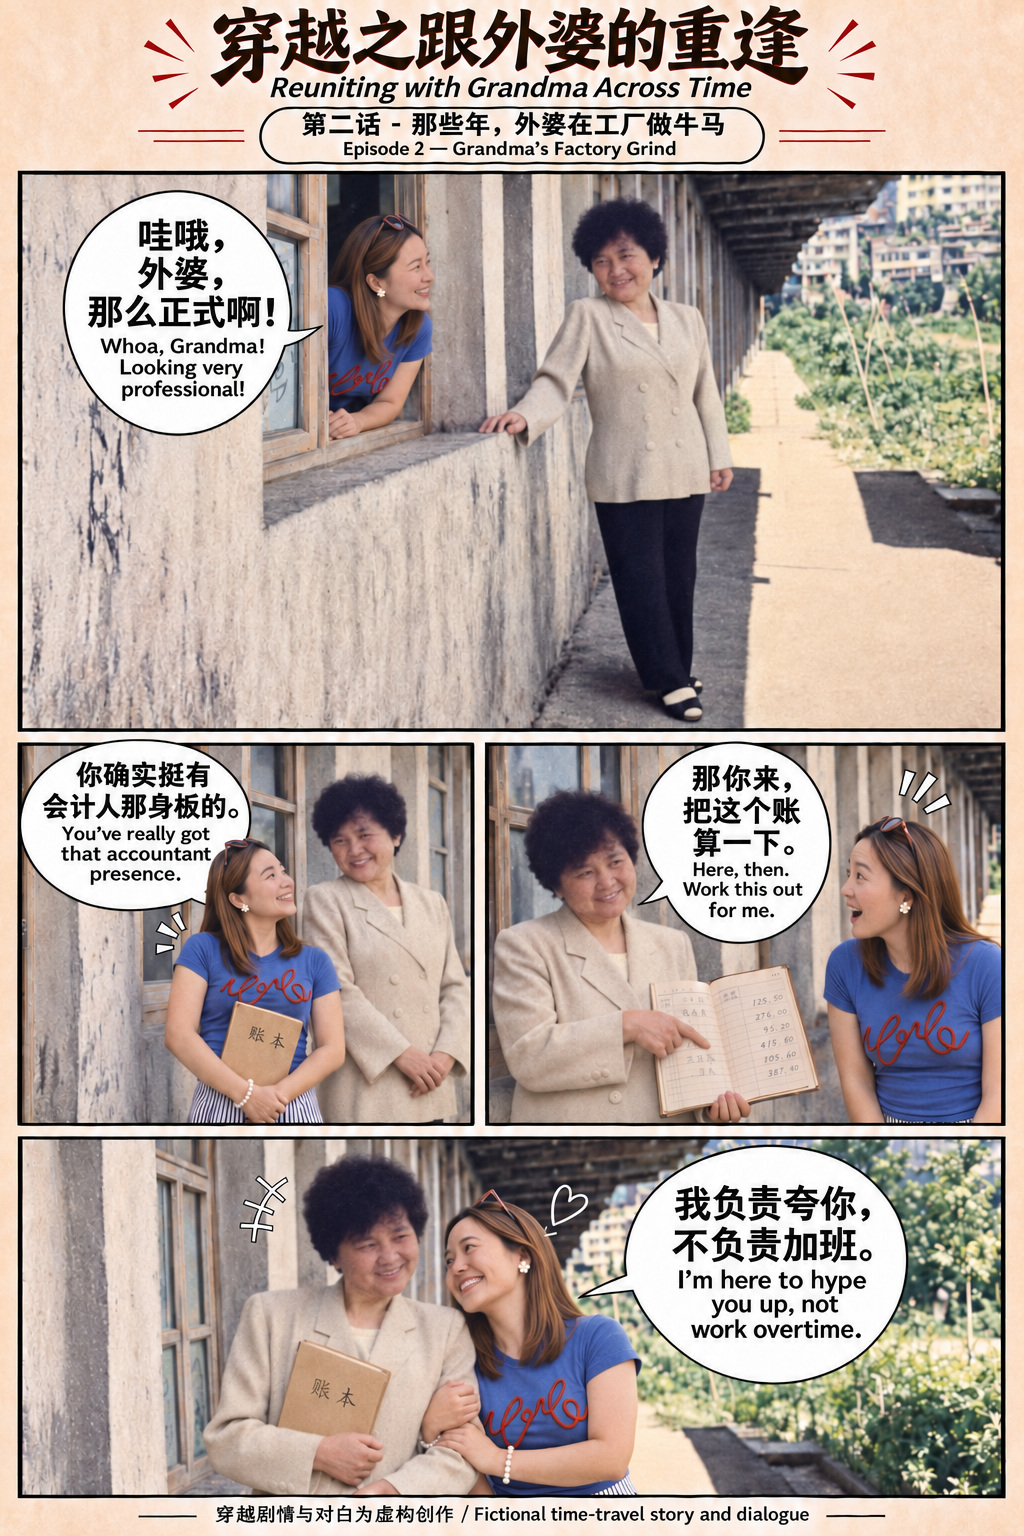 穿越之跟外婆的重逢
Reuniting with Grandma Across Time
第二话 - 那些年，外婆在工厂做牛马
Episode 2 — Grandma's Factory Grind
哇哦，
外婆，
那么正式啊！
Whoa, Grandma!
Looking very
professional!
你确实挺有
会计人那身板的。
You've really got
that accountant
presence.
账本
那你来，
把这个账
算一下。
Here, then.
Work this out
for me.
125.50
276.00
95.20
415.60
105.60
387.40
我负责夸你，
不负责加班。
I'm here to hype
you up, not
work overtime.
账本
穿越剧情与对白为虚构创作 / Fictional time-travel story and dialogue